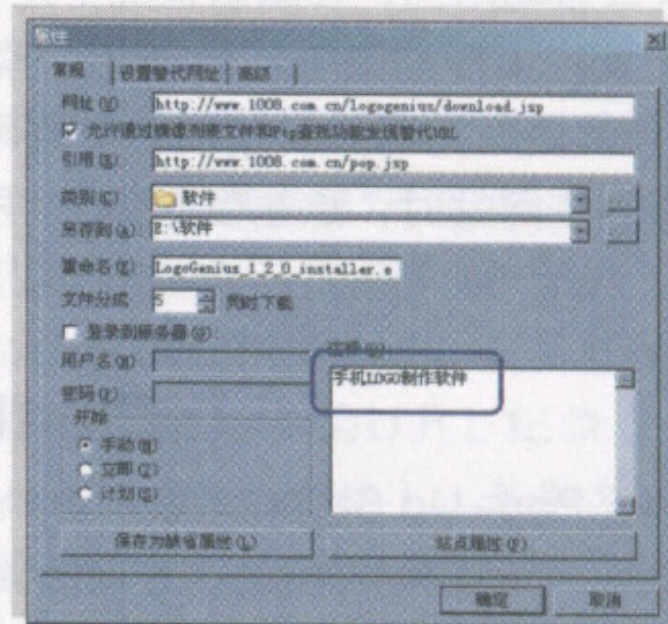 属性
常规 设置替代网址 高级
网址(U) http://www.1008.com.cn/logogenius/download.jsp
允许通过镜像列表文件和Ftp查找功能发现替代URL
引用(R) http://www.1008.com.cn/pop.jsp
类别(C) 软件
另存到(A) E:\软件
重命名(E) LogoGenius_1_2_0_installer.e
文件分成 5 同时下载
登录到服务器(S)
用户名(N) 注释(O)
密码(P) 手机LOGO制作软件
开始
手动(M)
立即(I)
计划(S)
保存为缺省属性(L) 站点属性(P)
确定 取消